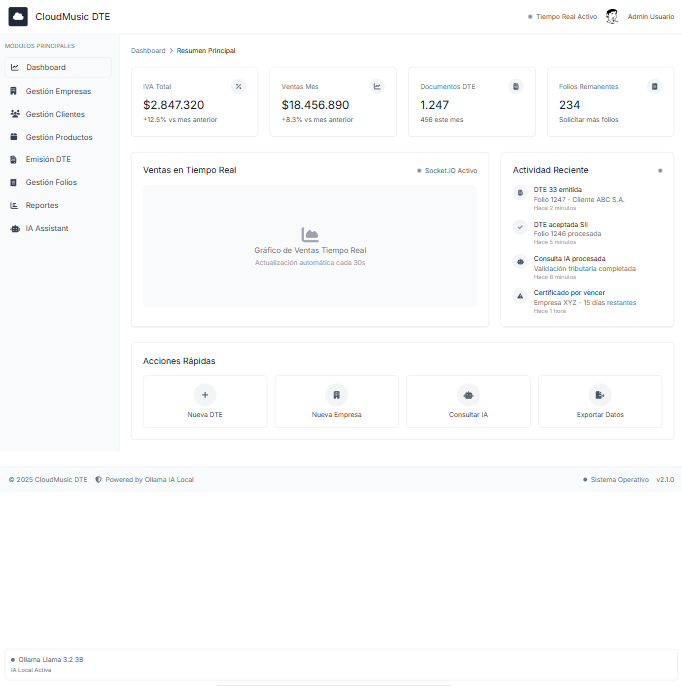 CloudMusic DTE
Tiempo Real Activo
Admin Usuario
MÓDULOS PRINCIPALES
Dashboard
Gestión Empresas
Gestión Clientes
Gestión Productos
Emisión DTE
Gestión Folios
Reportes
IA Assistant
Dashboard > Resumen Principal
IVA Total
$2.847.320
+12.5% vs mes anterior
Ventas Mes
$18.456.890
+8.3% vs mes anterior
Documentos DTE
1.247
456 este mes
Folios Remanentes
234
Solicitar más folios
Ventas en Tiempo Real
Socket.IO Activo
Gráfico de Ventas Tiempo Real
Actualización automática cada 30s
Actividad Reciente
DTE 33 emitida
Folio 1247 - Cliente ABC S.A.
Hace 2 minutos
DTE aceptada SII
Folio 1246 procesada
Hace 5 minutos
Consulta IA procesada
Validación tributaria completada
Hace 8 minutos
Certificado por vencer
Empresa XYZ - 15 días restantes
Hace 1 hora
Acciones Rápidas
Nueva DTE
Nueva Empresa
Consultar IA
Exportar Datos
© 2025 CloudMusic DTE
Powered by Ollama IA Local
Sistema Operativo
v2.1.0
Ollama Llama 3.2 3B
IA Local Activa